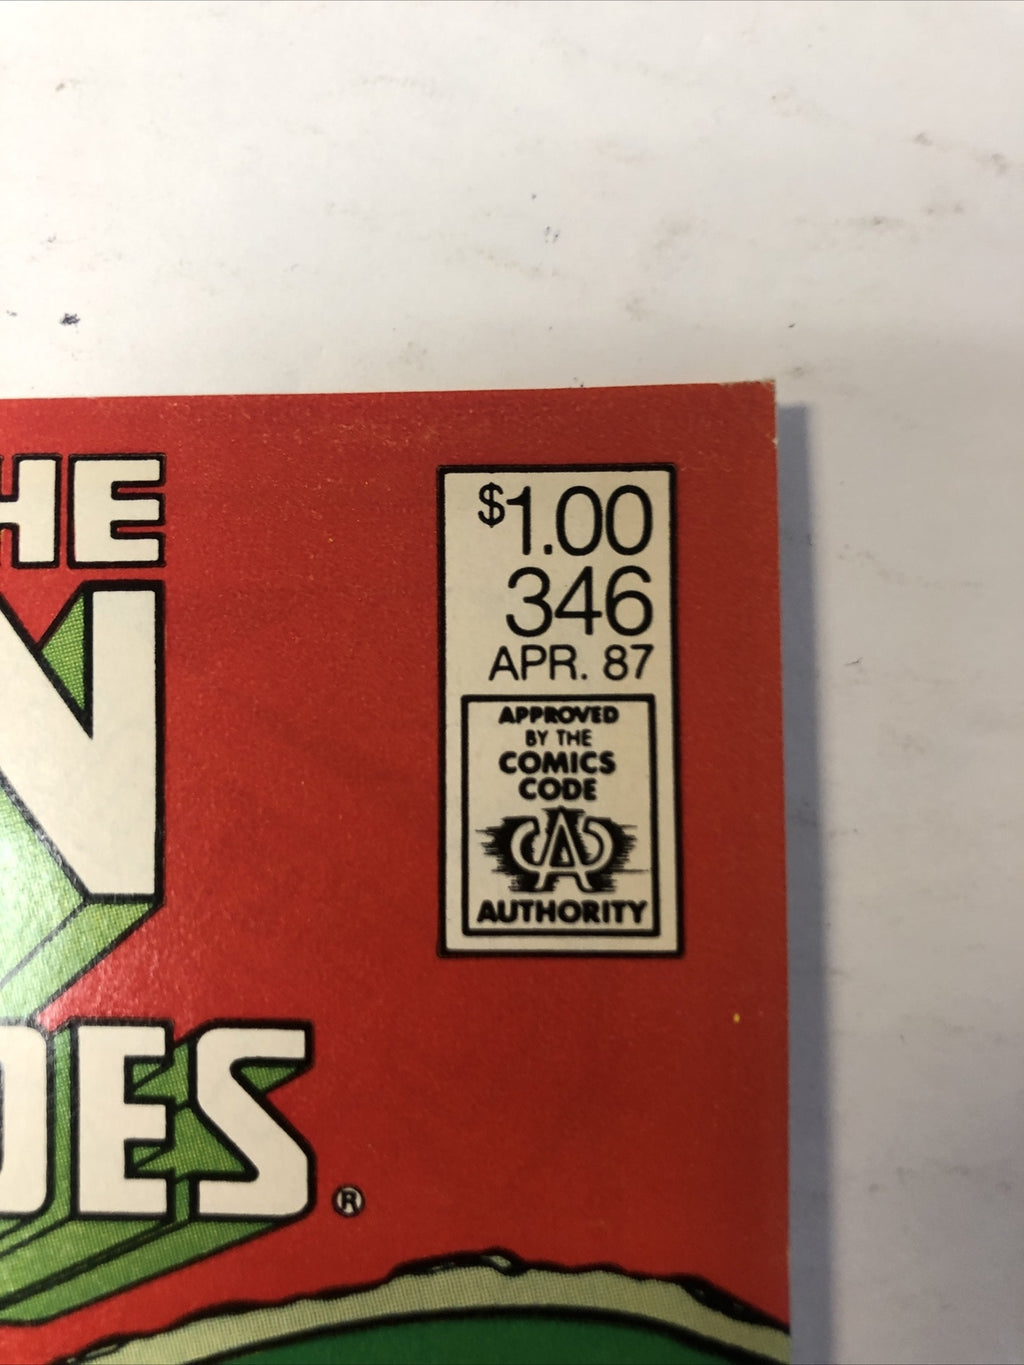 HE
N
DES
®
$1.00
346
APR. 87
APPROVED
BY THE
COMICS
CODE
CA
AUTHORITY